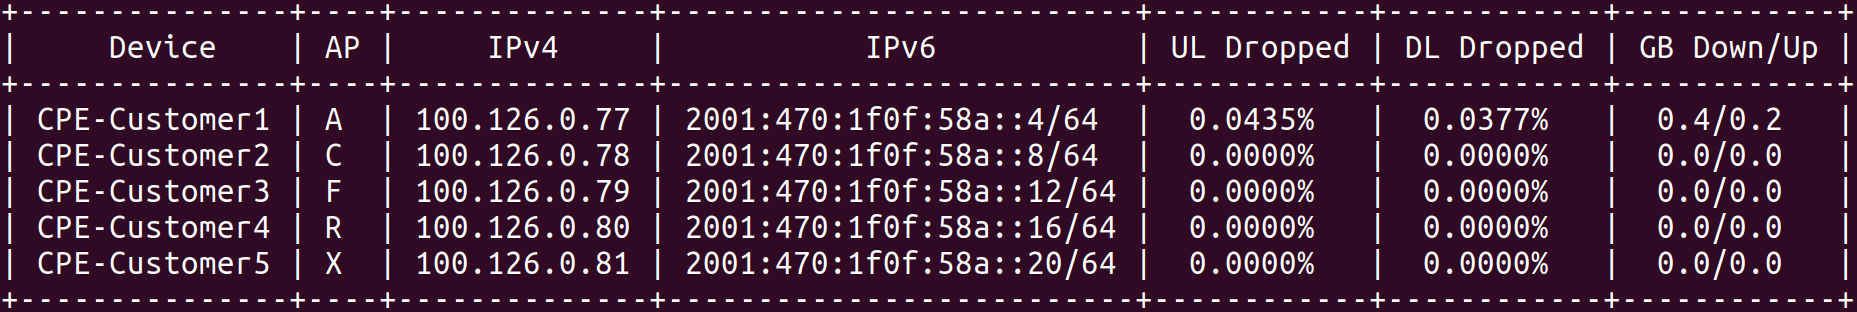 +---------------+----+--------------+--------------------------+------------+------------+------------+
|     Device    | AP |     IPv4     |           IPv6           | UL Dropped | DL Dropped | GB Down/Up |
+---------------+----+--------------+--------------------------+------------+------------+------------+
| CPE-Customer1 | A  | 100.126.0.77 | 2001:470:1f0f:58a::4/64  |  0.0435%   |  0.0377%   |  0.4/0.2   |
| CPE-Customer2 | C  | 100.126.0.78 | 2001:470:1f0f:58a::8/64  |  0.0000%   |  0.0000%   |  0.0/0.0   |
| CPE-Customer3 | F  | 100.126.0.79 | 2001:470:1f0f:58a::12/64 |  0.0000%   |  0.0000%   |  0.0/0.0   |
| CPE-Customer4 | R  | 100.126.0.80 | 2001:470:1f0f:58a::16/64 |  0.0000%   |  0.0000%   |  0.0/0.0   |
| CPE-Customer5 | X  | 100.126.0.81 | 2001:470:1f0f:58a::20/64 |  0.0000%   |  0.0000%   |  0.0/0.0   |
+---------------+----+--------------+--------------------------+------------+------------+------------+